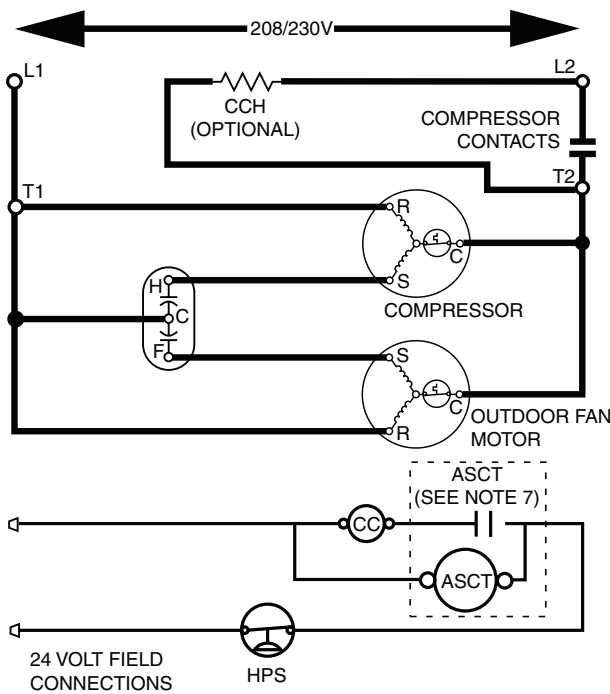 208/230V
L1
L2
CCH
(OPTIONAL)
COMPRESSOR
CONTACTS
T1
T2
R
C
S
COMPRESSOR
H
C
F
S
C
R
OUTDOOR FAN
MOTOR
ASCT
(SEE NOTE 7)
CC
ASCT
24 VOLT FIELD
CONNECTIONS
HPS